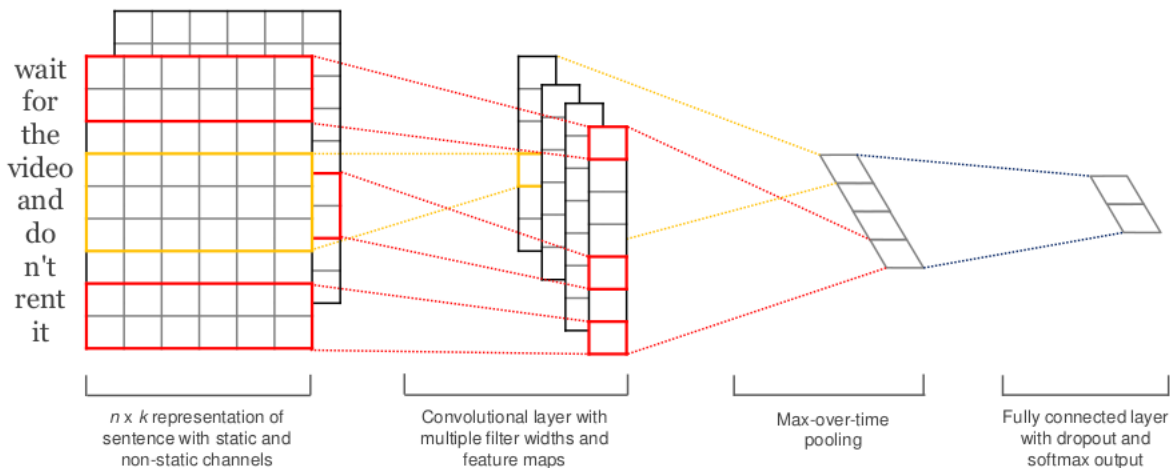 wait
for
the
video
and
do
n't
rent
it
n x k representation of
sentence with static and
non-static channels
Convolutional layer with
multiple filter widths and
feature maps
Max-over-time
pooling
Fully connected layer
with dropout and
softmax output